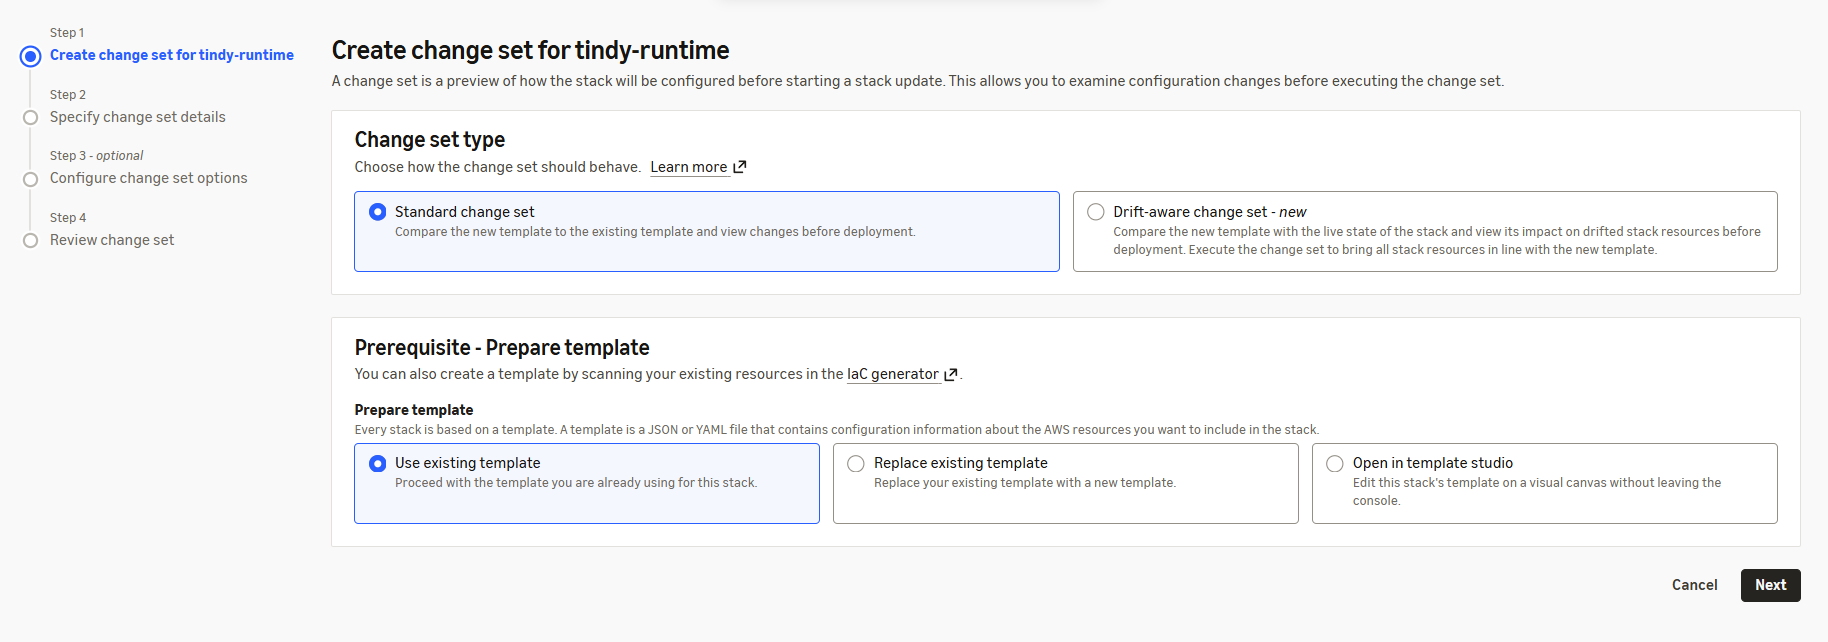 Step 1
Create change set for tindy-runtime
Step 2
Specify change set details
Step 3 - optional
Configure change set options
Step 4
Review change set
Create change set for tindy-runtime
A change set is a preview of how the stack will be configured before starting a stack update. This allows you to examine configuration changes before executing the change set.
Change set type
Choose how the change set should behave. Learn more
Standard change set
Compare the new template to the existing template and view changes before deployment.
Drift-aware change set - new
Compare the new template with the live state of the stack and view its impact on drifted stack resources before
deployment. Execute the change set to bring all stack resources in line with the new template.
Prerequisite - Prepare template
You can also create a template by scanning your existing resources in the IaC generator .
Prepare template
Every stack is based on a template. A template is a JSON or YAML file that contains configuration information about the AWS resources you want to include in the stack.
Use existing template
Proceed with the template you are already using for this stack.
Replace existing template
Replace your existing template with a new template.
Open in template studio
Edit this stack's template on a visual canvas without leaving the
console.
Cancel
Next